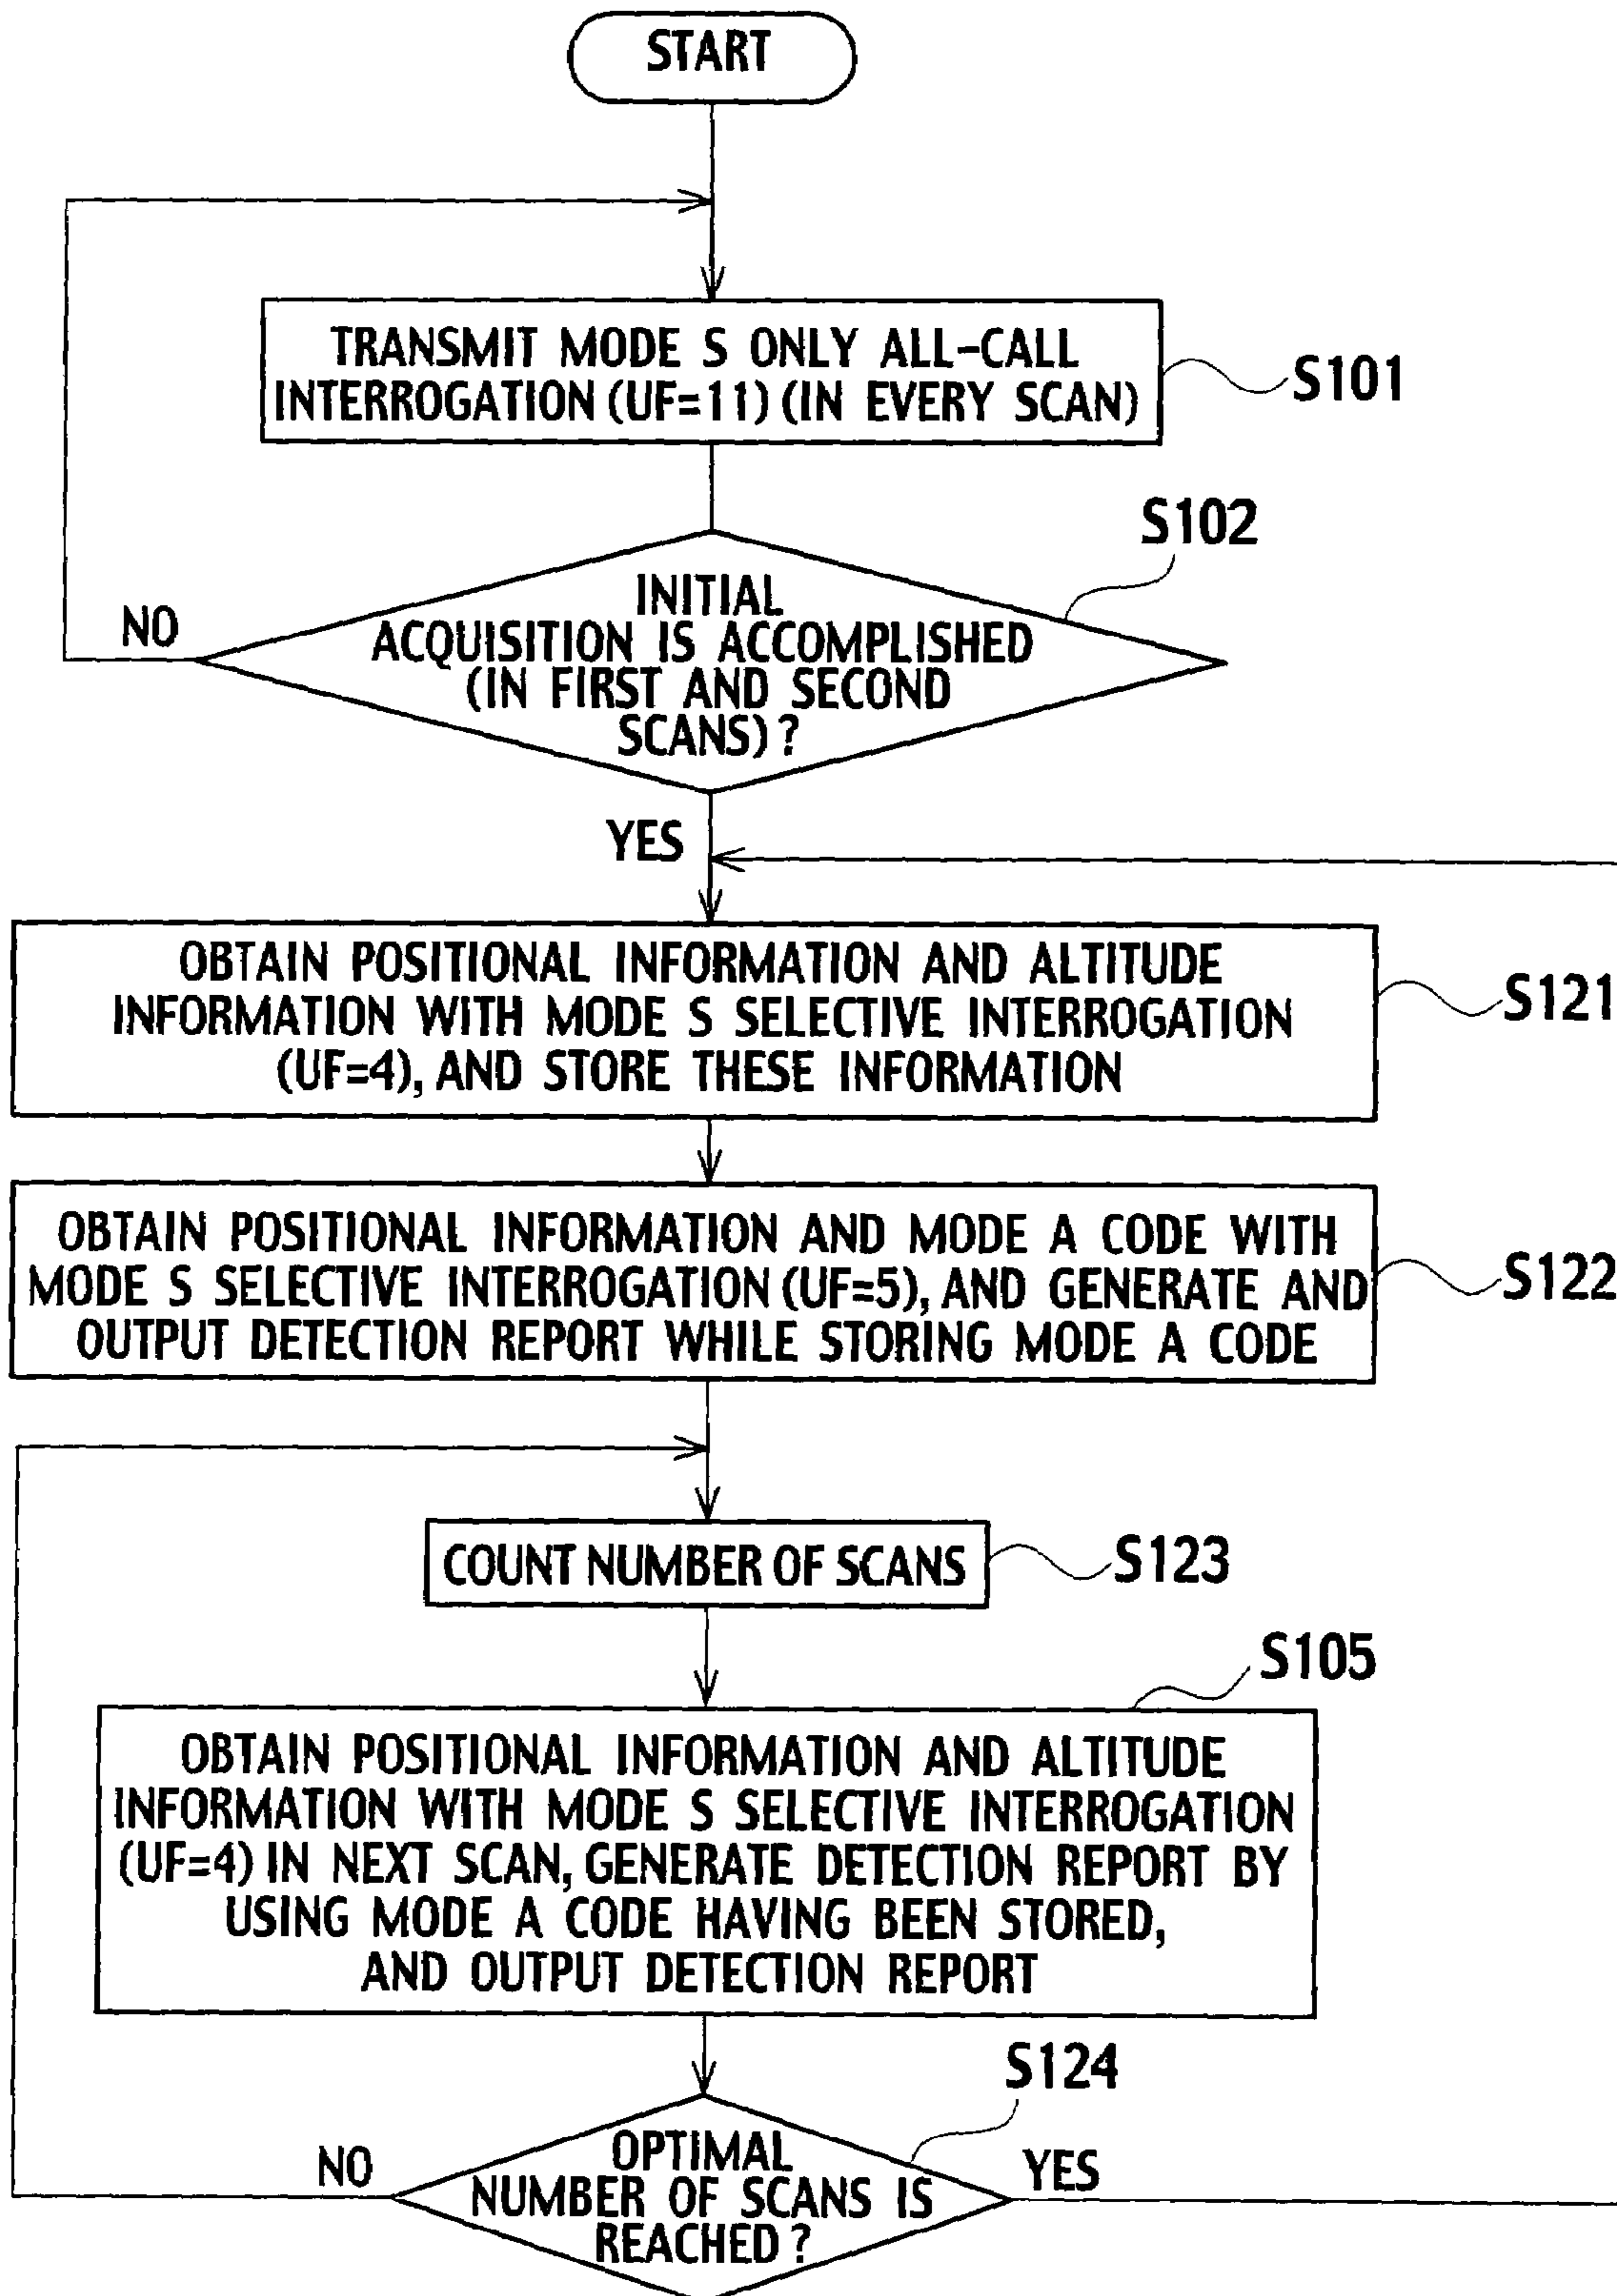 START
TRANSMIT MODE S ONLY ALL-CALL
INTERROGATION (UF=11) (IN EVERY SCAN)
S101
S102
INITIAL
ACQUISITION IS ACCOMPLISHED
(IN FIRST AND SECOND
SCANS) ?
NO
YES
OBTAIN POSITIONAL INFORMATION AND ALTITUDE
INFORMATION WITH MODE S SELECTIVE INTERROGATION
(UF=4), AND STORE THESE INFORMATION
S121
OBTAIN POSITIONAL INFORMATION AND MODE A CODE WITH
MODE S SELECTIVE INTERROGATION (UF=5), AND GENERATE AND
OUTPUT DETECTION REPORT WHILE STORING MODE A CODE
S122
COUNT NUMBER OF SCANS
S123
S105
OBTAIN POSITIONAL INFORMATION AND ALTITUDE
INFORMATION WITH MODE S SELECTIVE INTERROGATION
(UF=4) IN NEXT SCAN, GENERATE DETECTION REPORT BY
USING MODE A CODE HAVING BEEN STORED,
AND OUTPUT DETECTION REPORT
S124
OPTIMAL
NUMBER OF SCANS IS
REACHED ?
NO
YES